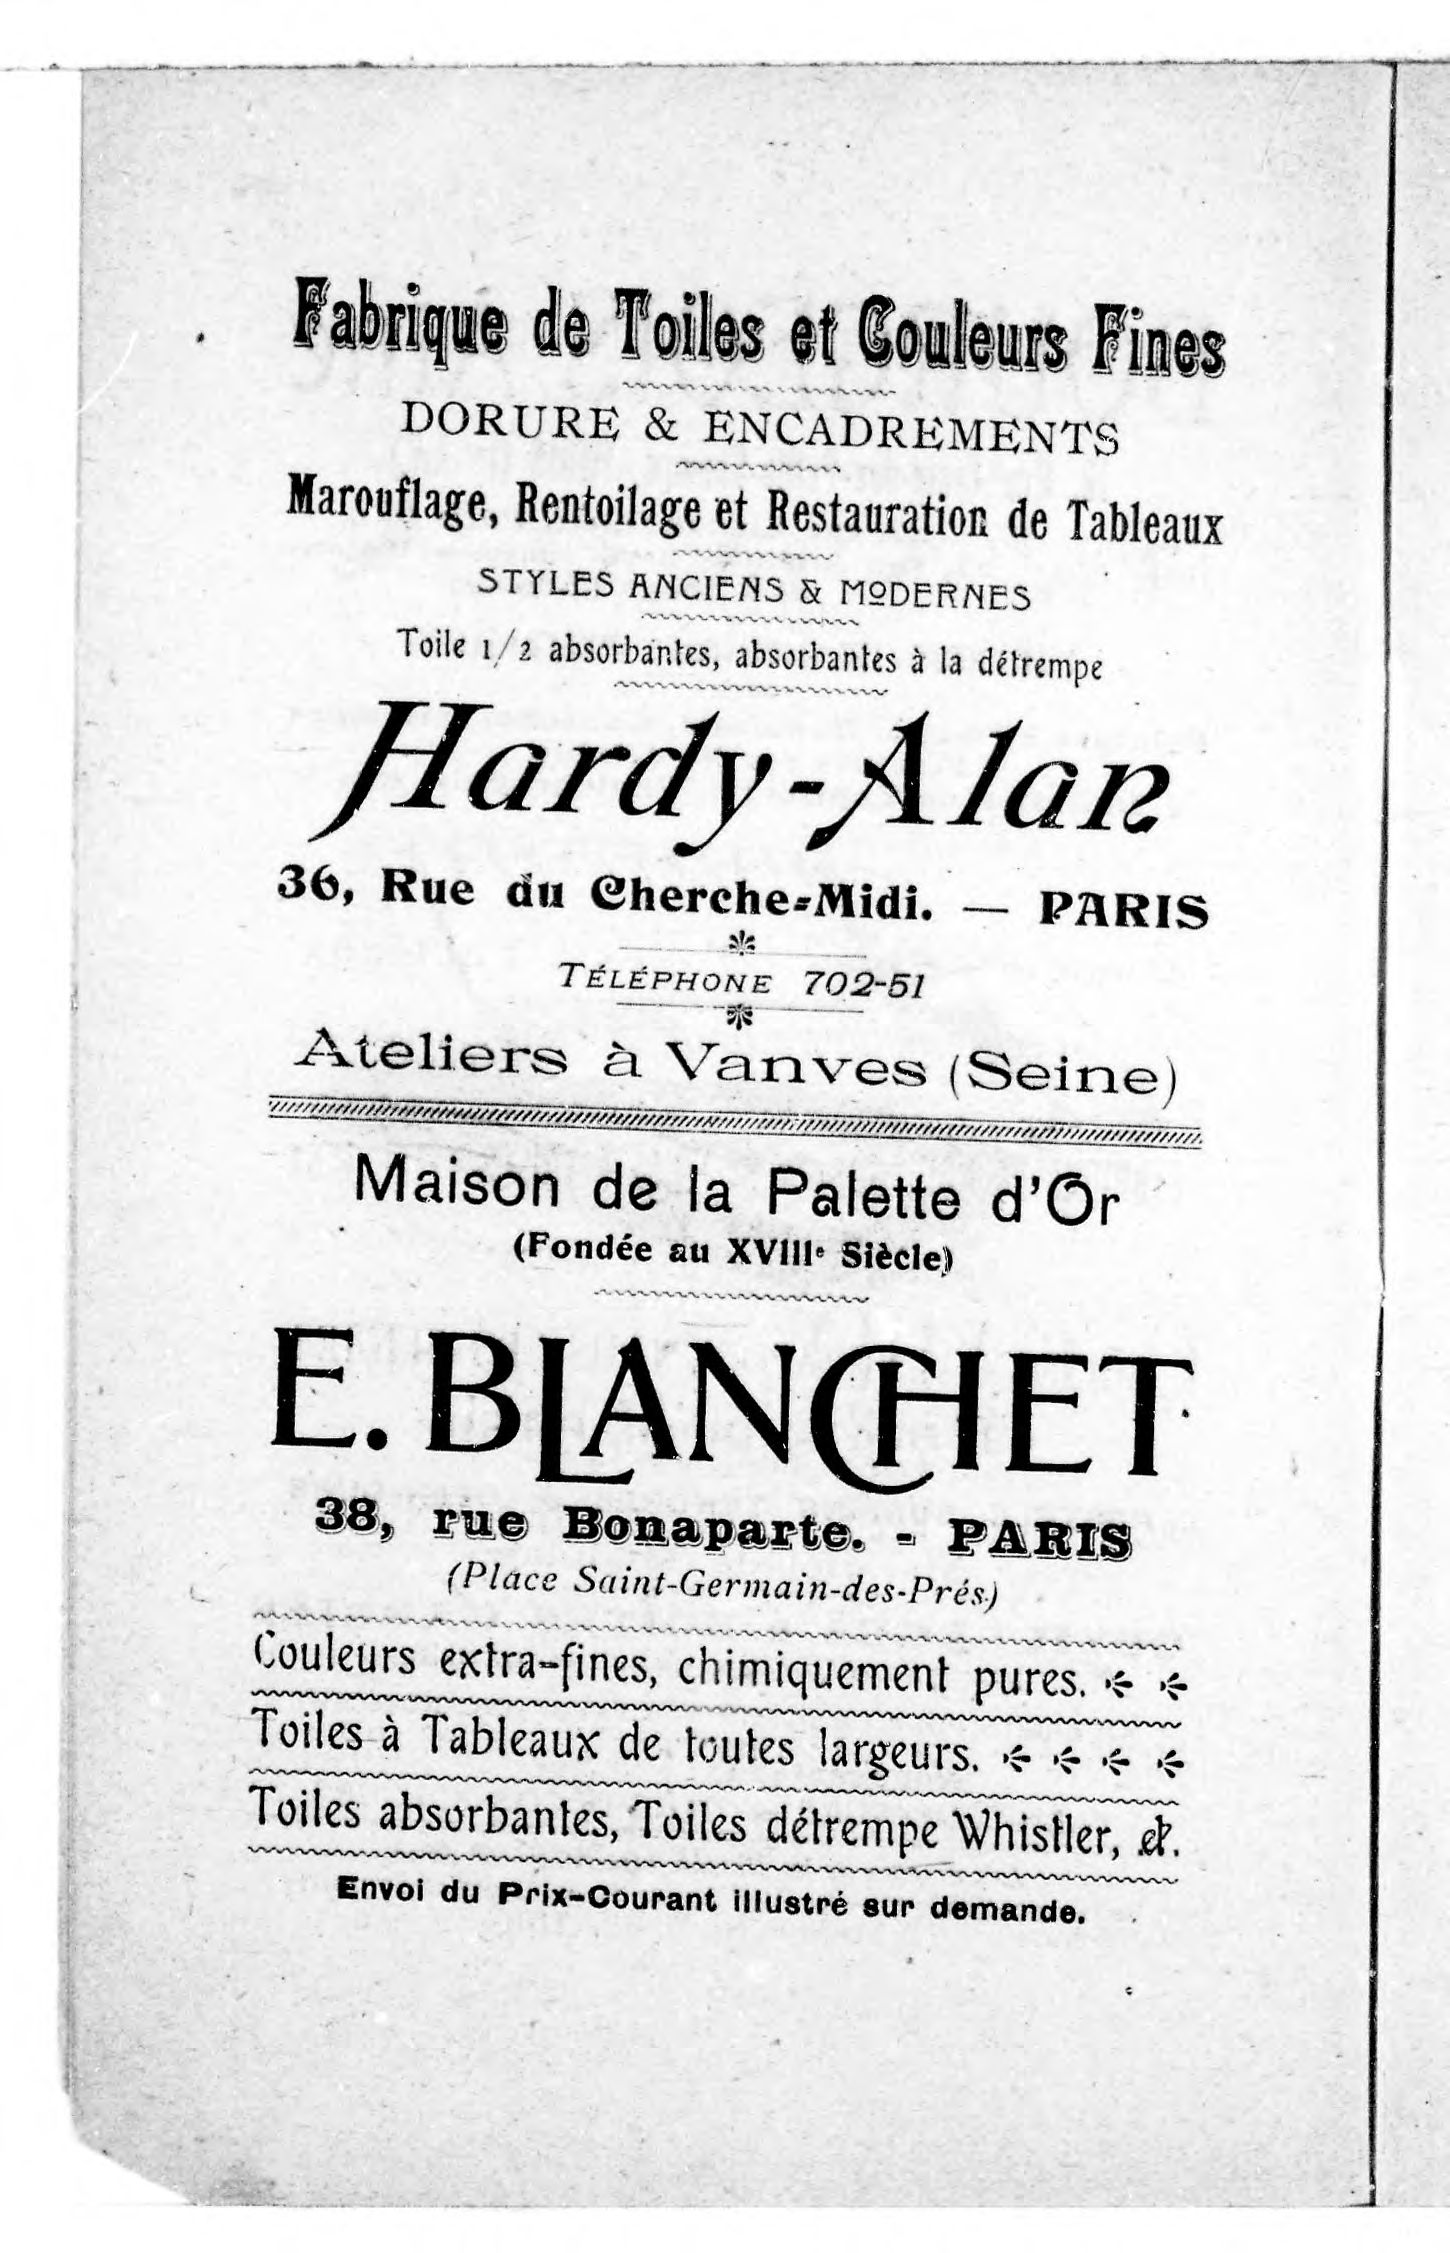 Fabrique de Toiles et Couleurs Fines
DORURE & ENCADREMENTS
Marouflage, Rentoilage et Restauration de Tableaux
STYLES ANCIENS & MODERNES
Toile 1/2 absorbantes, absorbantes à la détrempe
Hardy-Alan
36, Rue du Cherche-Midi. — PARIS
TÉLÉPHONE 702-51
Ateliers à Vanves (Seine)
Maison de la Palette d'Or
(Fondée au XVIIIe Siècle)
E. BLANCHET
38, rue Bonaparte. - PARIS
(Place Saint-Germain-des-Prés)
Couleurs extra-fines, chimiquement pures.
Toiles à Tableaux de toutes largeurs.
Toiles absorbantes, Toiles détrempe Whistler, et.
Envoi du Prix-Courant illustré sur demande.